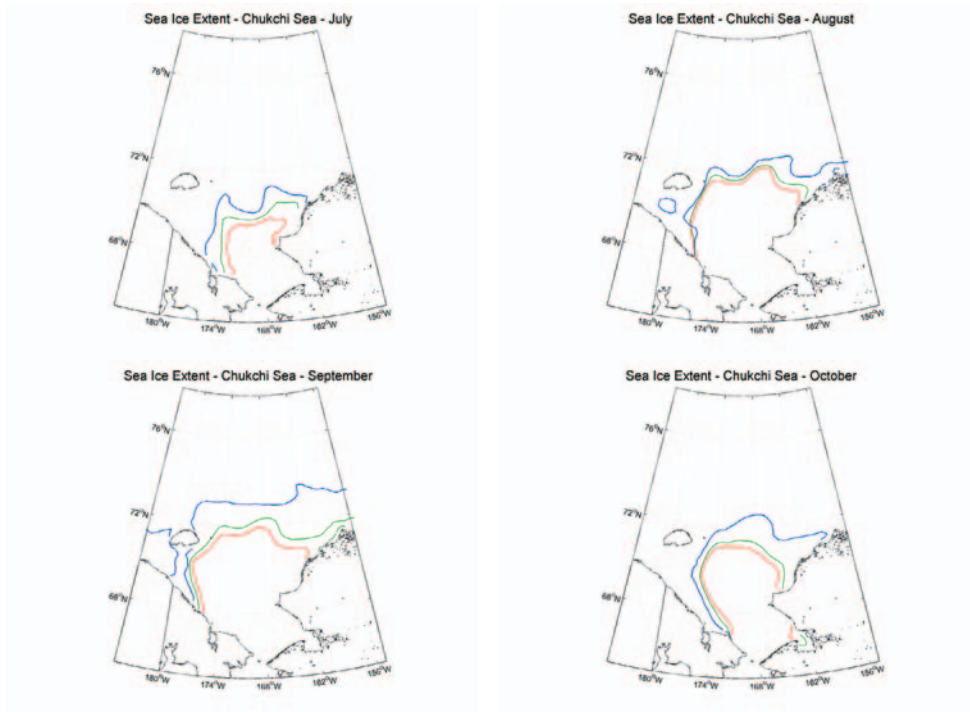 Sea Ice Extent - Chukchi Sea - July
76°N
72°N
68°N
180°W
174°W
168°W
162°W
156°W
Sea Ice Extent - Chukchi Sea - August
76°N
72°N
68°N
180°W
174°W
168°W
162°W
156°W
Sea Ice Extent - Chukchi Sea - September
76°N
72°N
68°N
180°W
174°W
168°W
162°W
156°W
Sea Ice Extent - Chukchi Sea - October
76°N
72°N
68°N
180°W
174°W
168°W
162°W
156°W